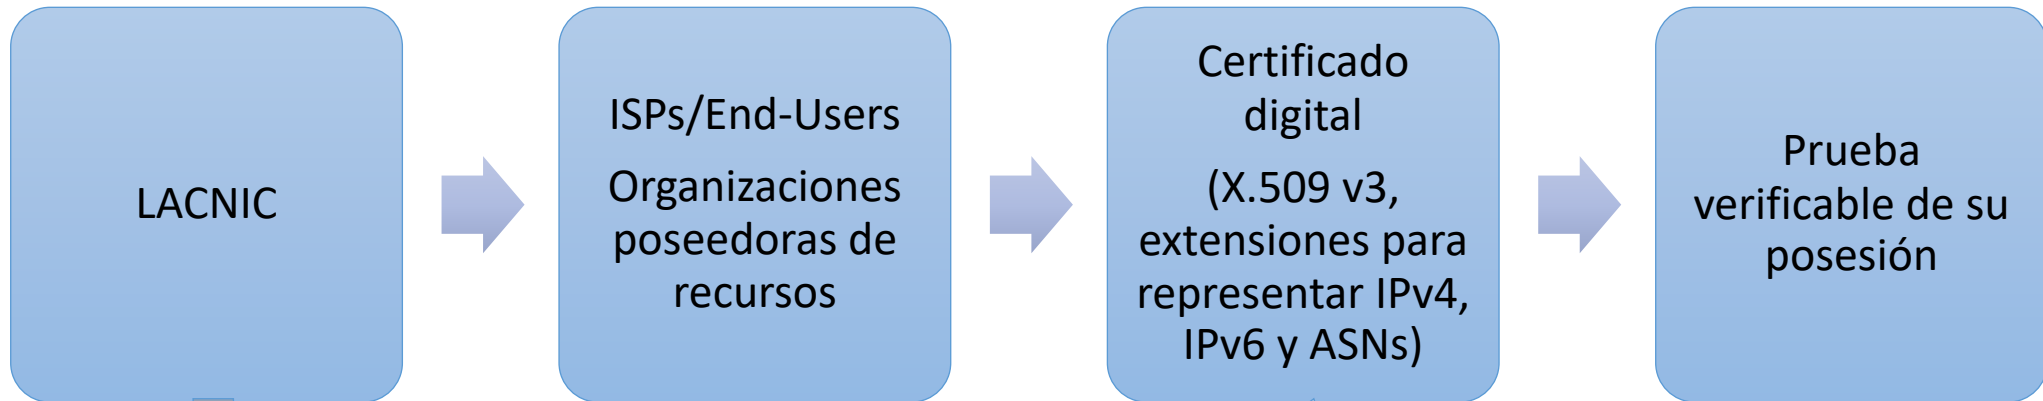 LACNIC
ISPs/End-Users
Organizaciones
poseedoras de
recursos
Certificado
digital
(X.509 v3,
extensiones para
representar IPv4,
IPv6 y ASNs)
Prueba
verificable de su
posesión